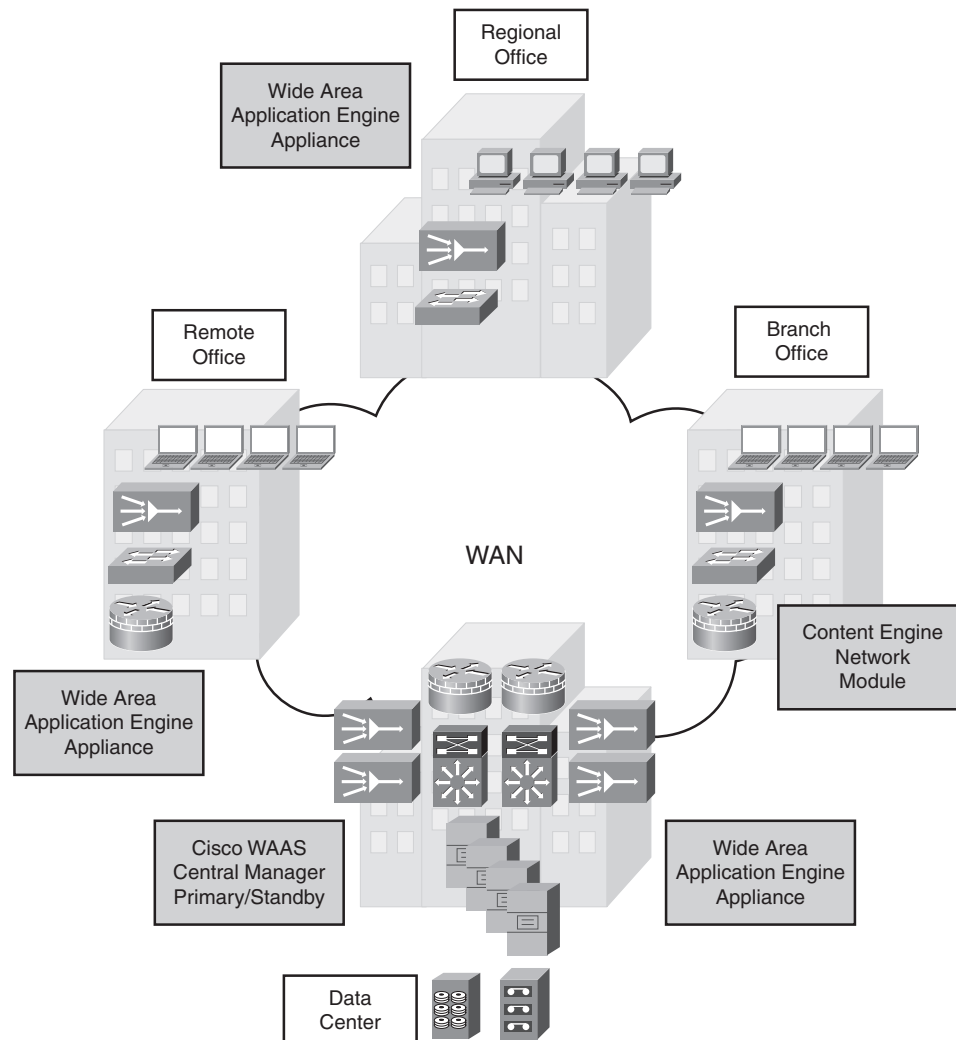 Regional
Office
Wide Area
Application Engine
Appliance
Remote
Office
Branch
Office
WAN
Content Engine
Network
Module
Wide Area
Application Engine
Appliance
Cisco WAAS
Central Manager
Primary/Standby
Wide Area
Application Engine
Appliance
Data
Center